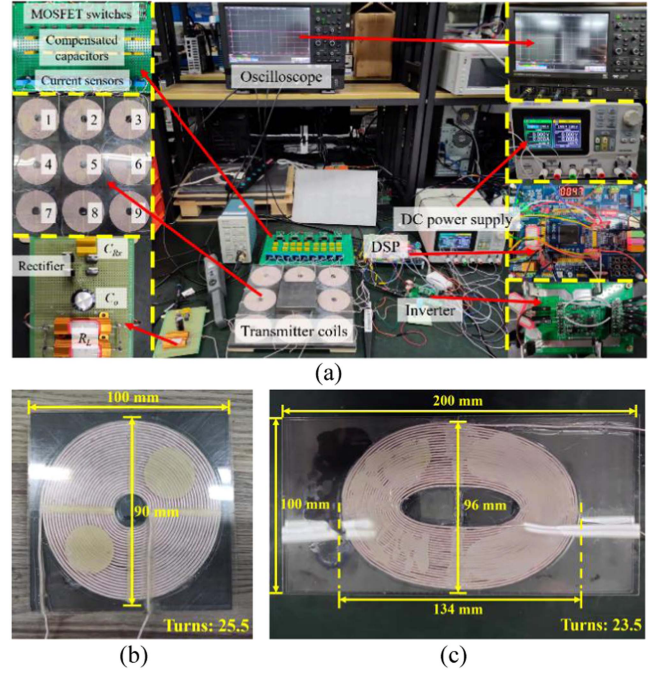 MOSFET switches
Compensated
capacitors
Current sensors
Oscilloscope
1 2 3
4 5 6
7 8 9
DC power supply
DSP
Rectifier
C_Rr
C_o
R_L
Transmitter coils
Inverter
(a)
100 mm
90 mm
Turns: 25.5
(b)
200 mm
100 mm
96 mm
134 mm
Turns: 23.5
(c)